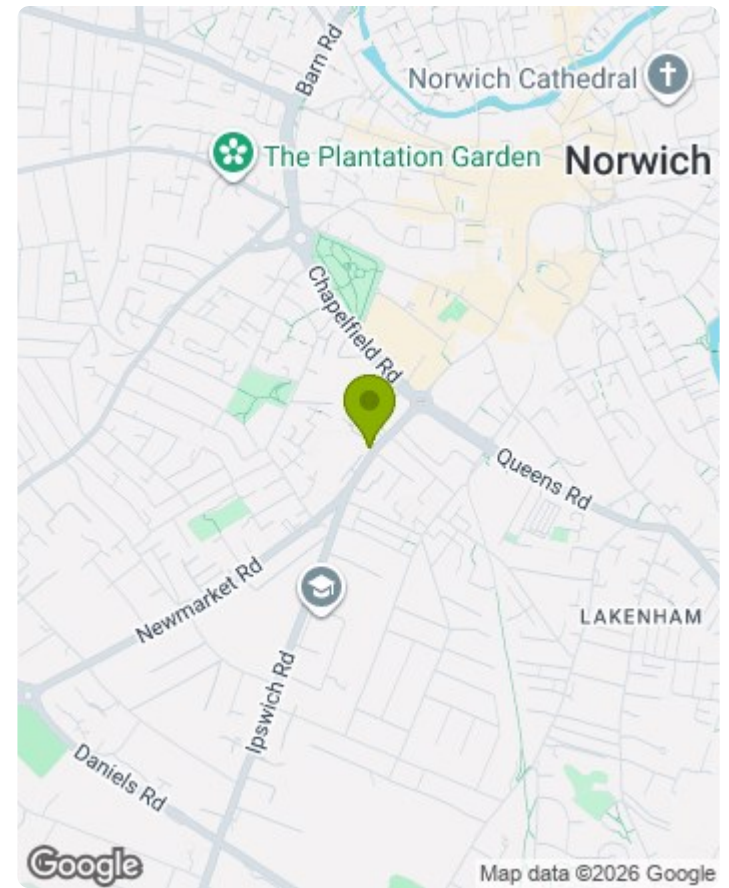 Barn Rd
Norwich Cathedral
The Plantation Garden
Norwich
Chapelfield Rd
Queens Rd
Newmarket Rd
LAKENHAM
Ipswich Rd
Daniels Rd
Google
Map data ©2026 Google